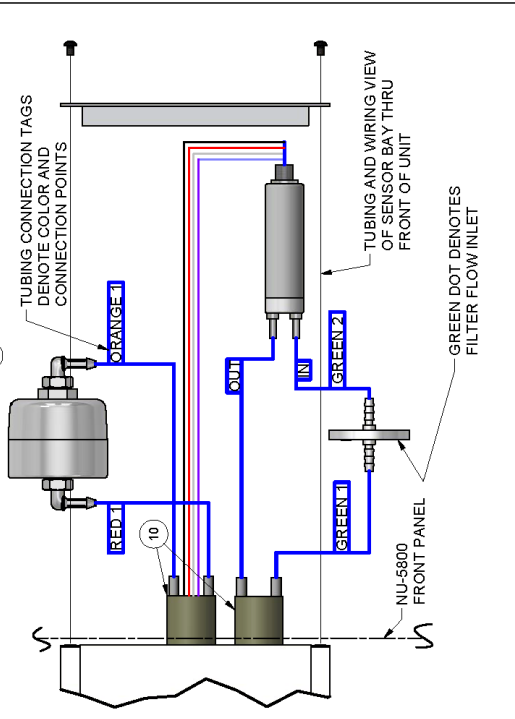 TUBING CONNECTION TAGS
DENOTE COLOR AND
CONNECTION POINTS
ORANGE 1
RED 1
10
OUT
IN
GREEN 2
GREEN 1
TUBING AND WIRING VIEW
OF SENSOR BAY THRU
FRONT OF UNIT
GREEN DOT DENOTES
FILTER FLOW INLET
NU-5800
FRONT PANEL